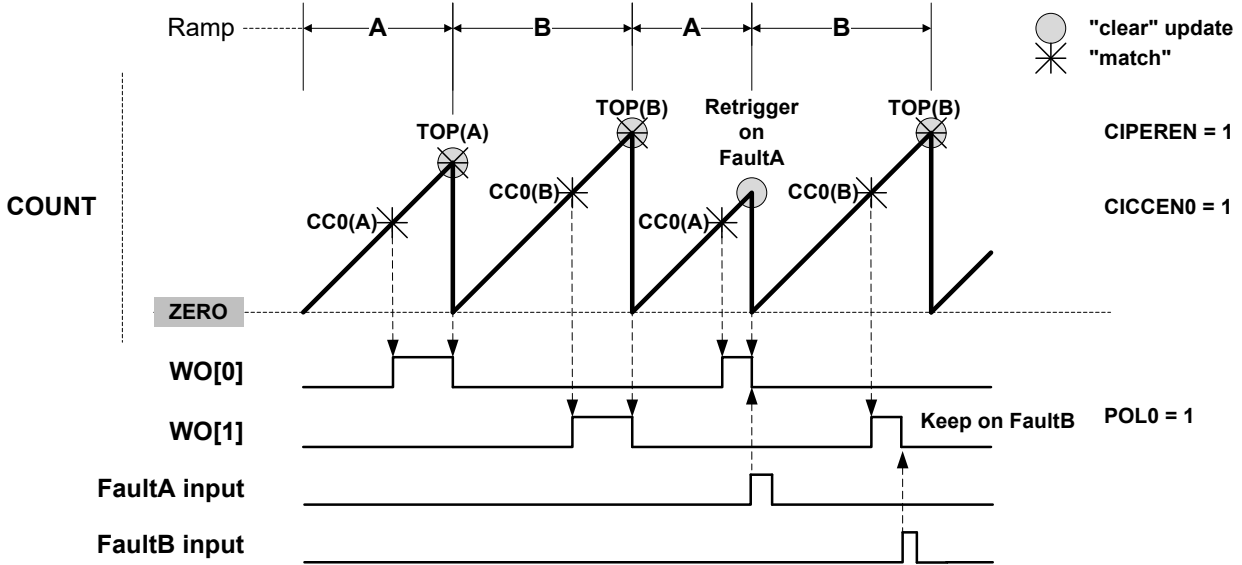 Ramp A B A B
"clear" update
"match"
TOP(A) TOP(B) Retrigger TOP(B)
on
FaultA
CIPEREN = 1
COUNT
CC0(A) CC0(B) CC0(A) CC0(B)
CICCEN0 = 1
ZERO
WO[0]
WO[1] Keep on FaultB POL0 = 1
FaultA input
FaultB input